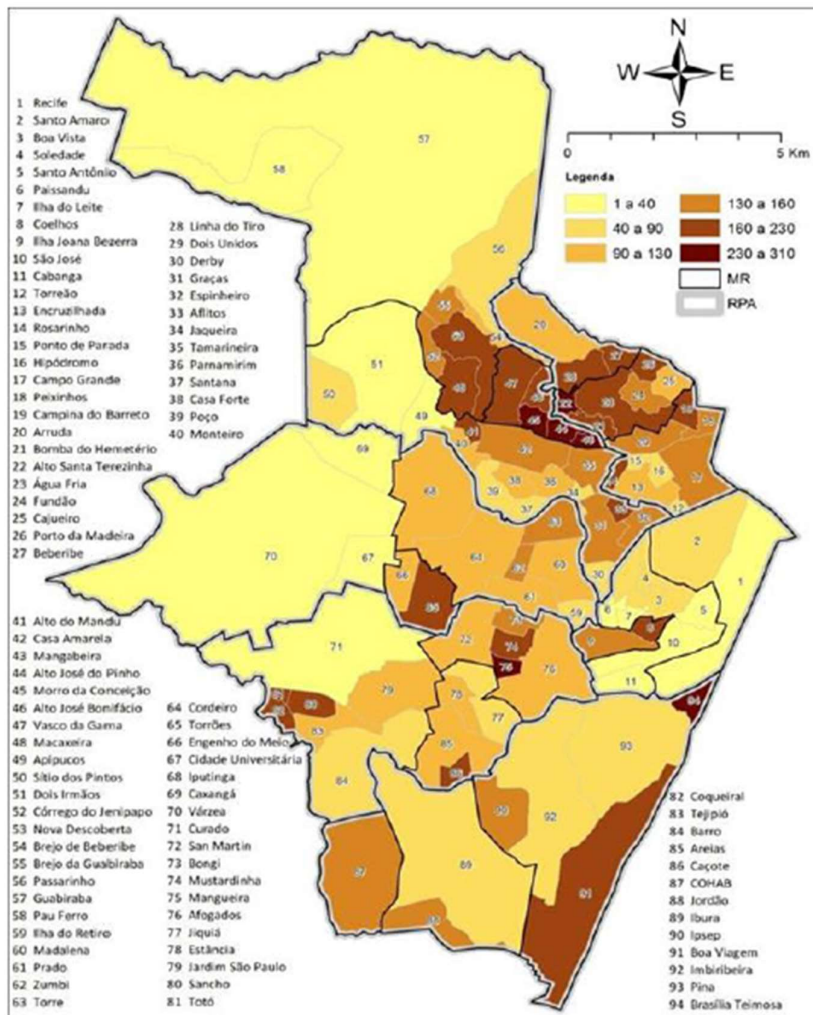 N
W E
S
0 5 Km
Legenda
1 a 40
40 a 90
90 a 130
130 a 160
160 a 230
230 a 310
MR
RPA
1 Recife
2 Santo Amaro
3 Boa Vista
4 Soledade
5 Santo Antônio
6 Paissandu
7 Ilha do Leite
8 Coelhos
9 Ilha Joana Bezerra
10 São José
11 Cabanga
12 Torreão
13 Encruzilhada
14 Rosarinho
15 Ponto de Parada
16 Hipódromo
17 Campo Grande
18 Peixinhos
19 Campina do Barreto
20 Arruda
21 Bomba do Hemetério
22 Alto Santa Terezinha
23 Água Fria
24 Fundão
25 Cajueiro
26 Porto da Madeira
27 Beberibe
28 Linha do Tiro
29 Dois Unidos
30 Derby
31 Graças
32 Espinheiro
33 Aflitos
34 Jaqueira
35 Tamarineira
36 Parnamirim
37 Santana
38 Casa Forte
39 Poço
40 Monteiro
41 Alto do Mandu
42 Casa Amarela
43 Mangabeira
44 Alto José do Pinho
45 Morro da Conceição
46 Alto José Bonifácio
47 Vasco da Gama
48 Macaxeira
49 Apipucos
50 Sítio dos Pintos
51 Dois Irmãos
52 Córrego do Jenipapo
53 Nova Descoberta
54 Brejo de Beberibe
55 Brejo da Guabiraba
56 Passarinho
57 Guabiraba
58 Pau Ferro
59 Ilha do Retiro
60 Madalena
61 Prado
62 Zumbi
63 Torre
64 Cordeiro
65 Torrões
66 Engenho do Meio
67 Cidade Universitária
68 Iputinga
69 Caxangá
70 Várzea
71 Curado
72 San Martin
73 Bongi
74 Mustardinha
75 Mangueira
76 Afogados
77 Jiquiá
78 Estância
79 Jardim São Paulo
80 Sancho
81 Totó
82 Coqueiral
83 Tejipió
84 Barro
85 Areias
86 Caçote
87 COHAB
88 Jordão
89 Ibura
90 Ipsep
91 Boa Viagem
92 Imbiribeira
93 Pina
94 Brasília Teimosa
57
58
56
51
50
49
69
70
67
68
64
71
79
77
85
89
92
93
91
2
1
4
3
5
10
11